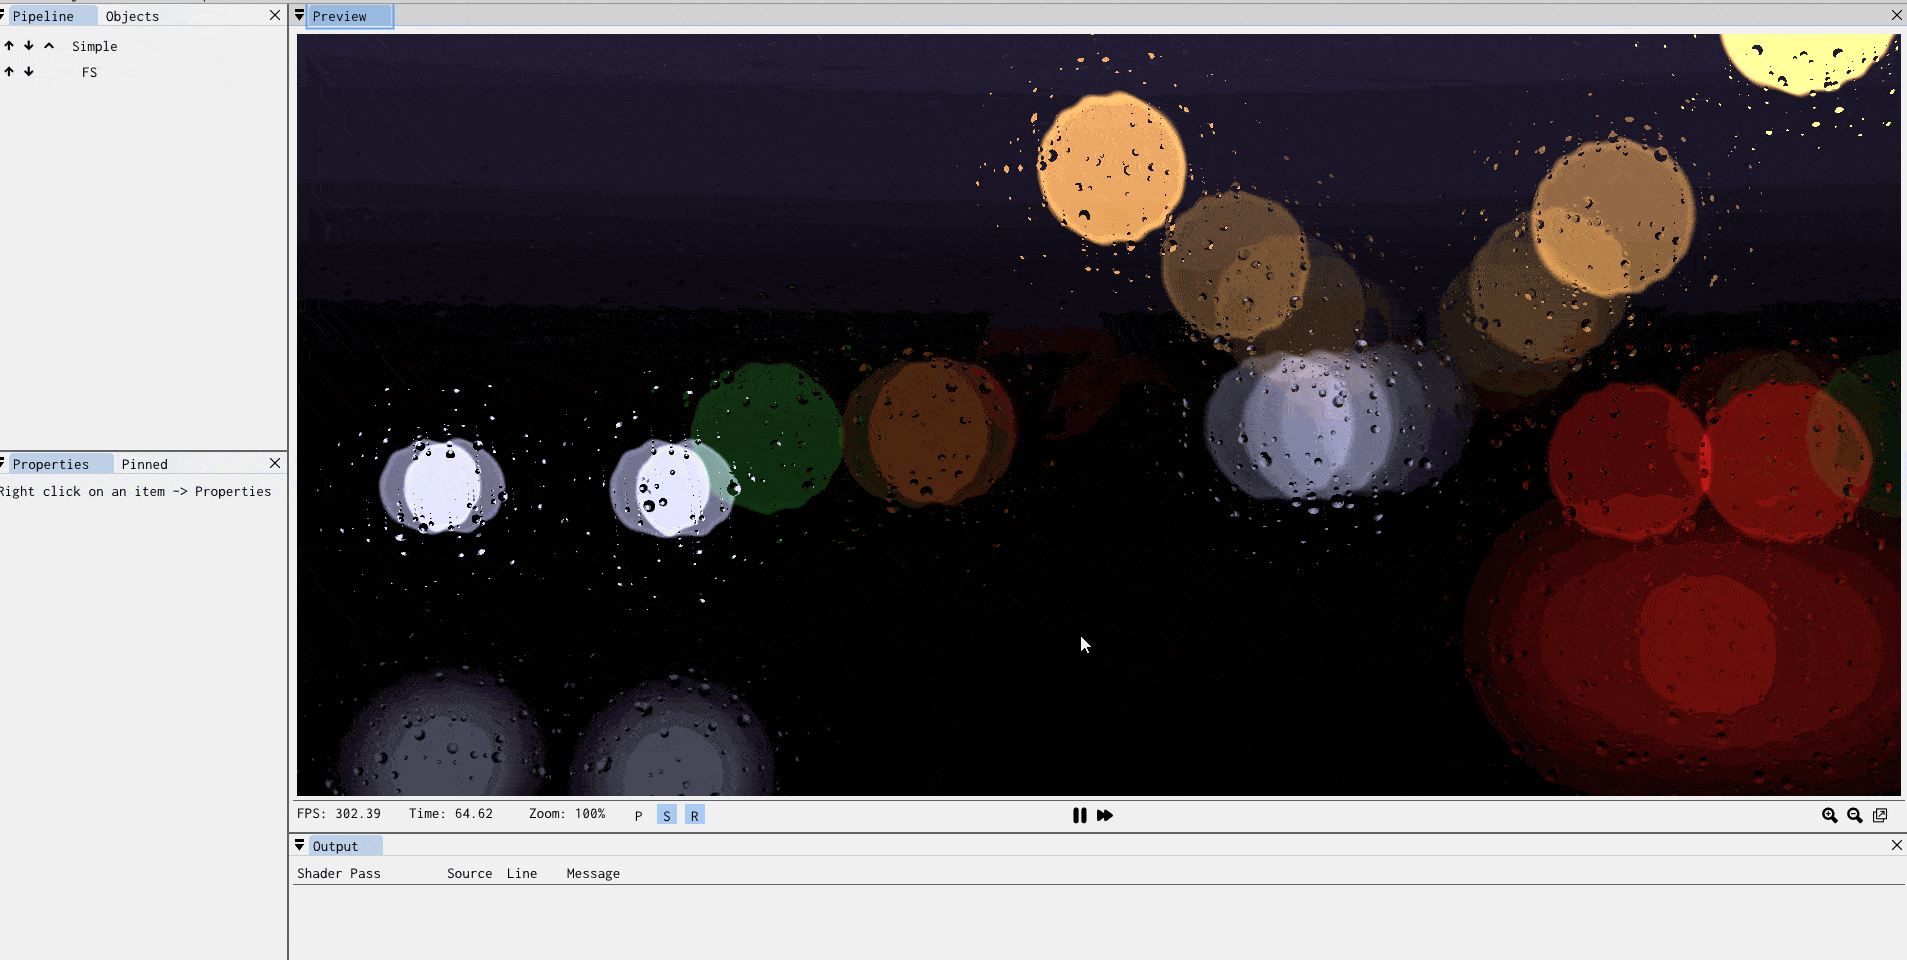 Pipeline Objects
Simple
FS
Properties Pinned
Right click on an item -> Properties
Preview
FPS: 302.39 Time: 64.62 Zoom: 100% P S R
Output
Shader Pass Source Line Message